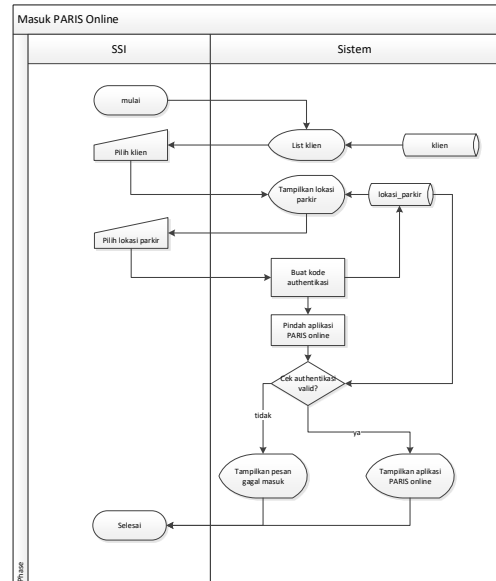 Masuk PARIS Online
SSI
Sistem
mulai
List klien
klien
Pilih klien
Tampilkan lokasi
parkir
lokasi_parkir
Pilih lokasi parkir
Buat kode
authentikasi
Pindah aplikasi
PARIS online
Cek authentikasi
valid?
tidak
ya
Tampilkan pesan
gagal masuk
Tampilkan aplikasi
PARIS online
Selesai
Phase